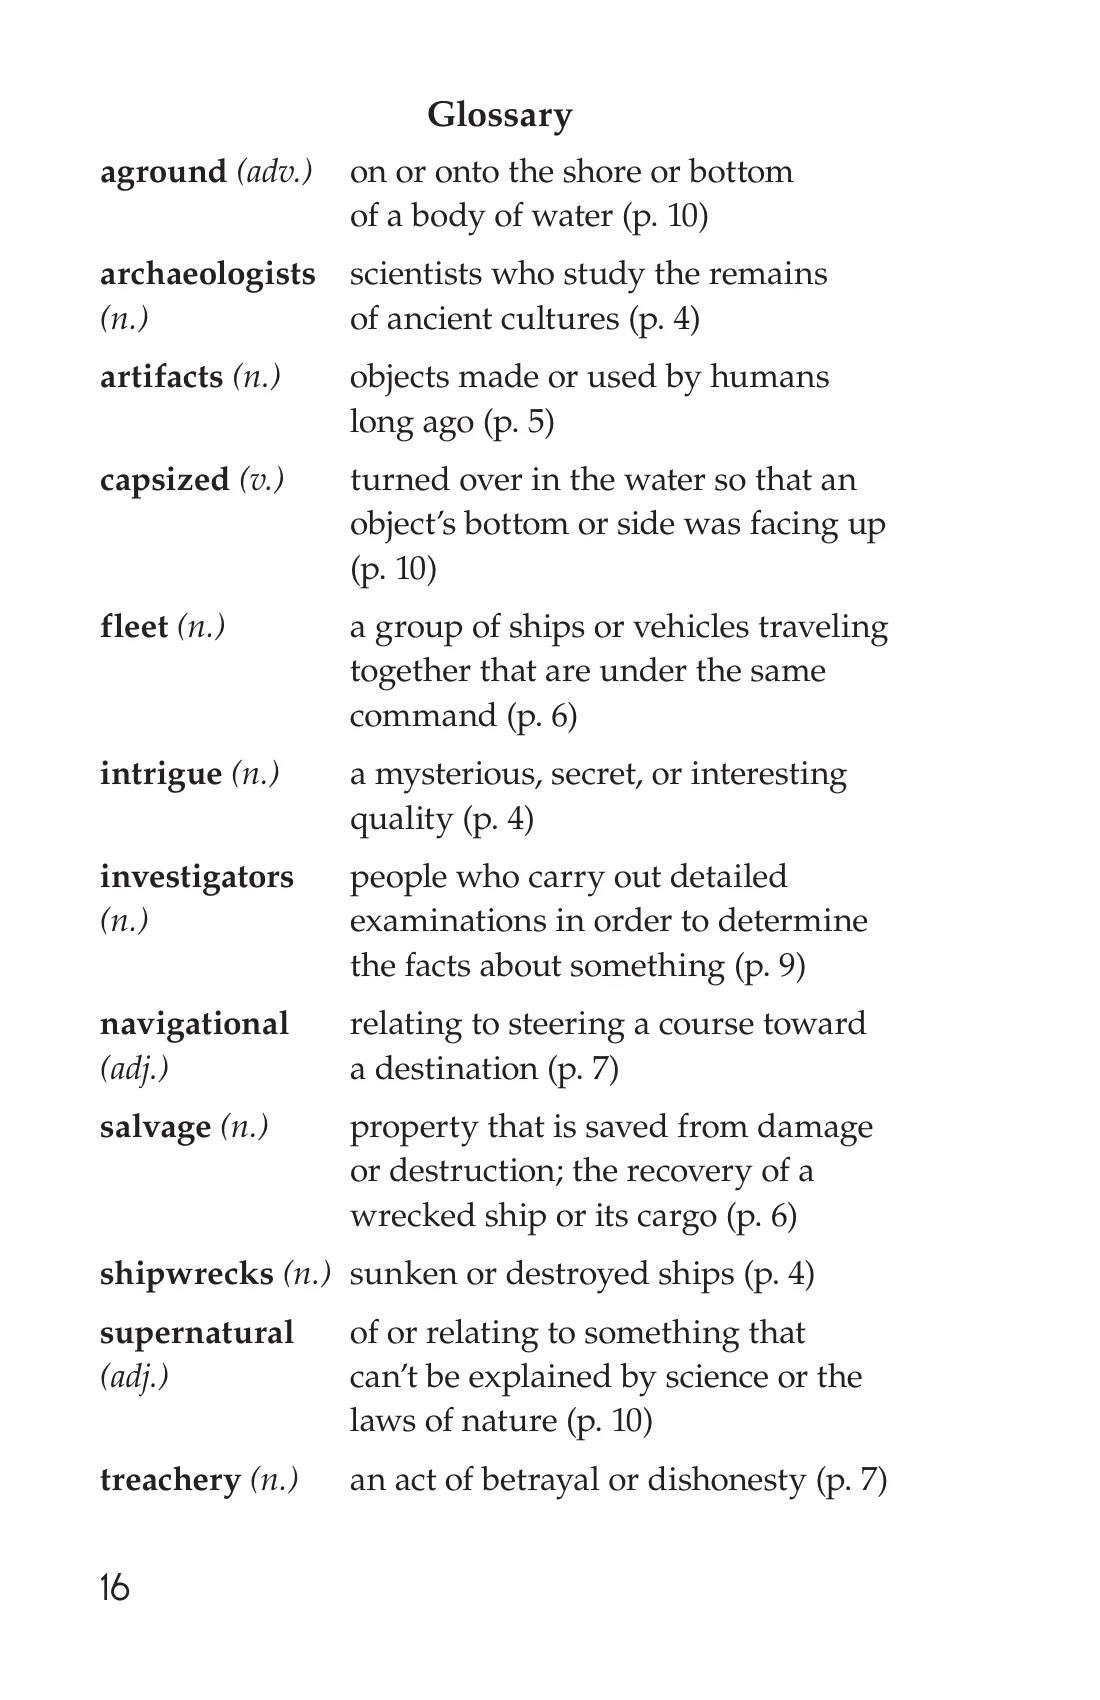 Glossary
aground (adv.) on or onto the shore or bottom
of a body of water (p. 10)
archaeologists scientists who study the remains
(n.) of ancient cultures (p. 4)
artifacts (n.) objects made or used by humans
long ago (p. 5)
capsized (v.) turned over in the water so that an
object’s bottom or side was facing up
(p. 10)
fleet (n.) a group of ships or vehicles traveling
together that are under the same
command (p. 6)
intrigue (n.) a mysterious, secret, or interesting
quality (p. 4)
investigators people who carry out detailed
(n.) examinations in order to determine
the facts about something (p. 9)
navigational relating to steering a course toward
(adj.) a destination (p. 7)
salvage (n.) property that is saved from damage
or destruction; the recovery of a
wrecked ship or its cargo (p. 6)
shipwrecks (n.) sunken or destroyed ships (p. 4)
supernatural of or relating to something that
(adj.) can’t be explained by science or the
laws of nature (p. 10)
treachery (n.) an act of betrayal or dishonesty (p. 7)
16